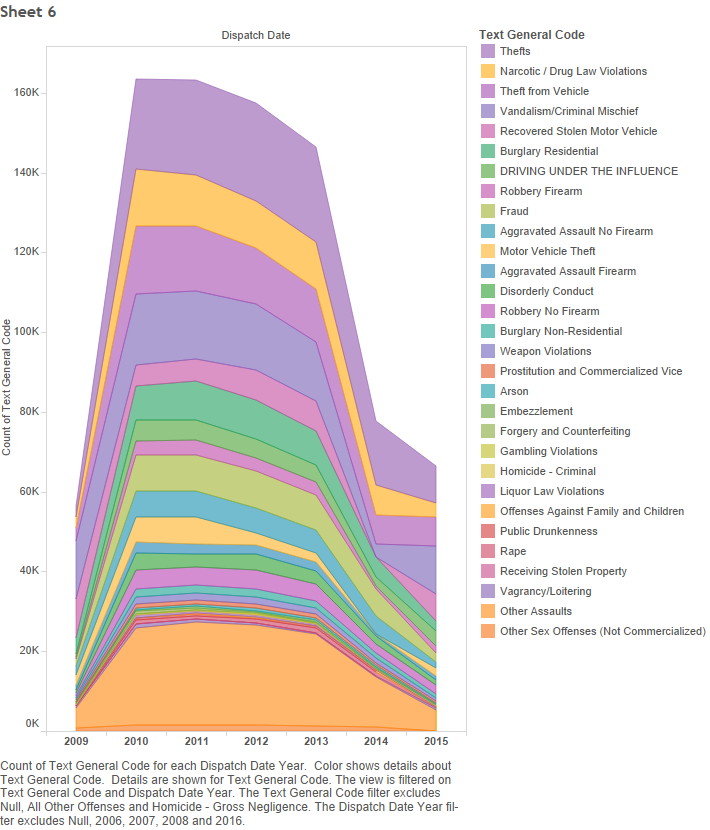 Sheet 6
Dispatch Date
Text General Code
Thefts
Narcotic / Drug Law Violations
Theft from Vehicle
Vandalism/Criminal Mischief
Recovered Stolen Motor Vehicle
Burglary Residential
DRIVING UNDER THE INFLUENCE
Robbery Firearm
Fraud
Aggravated Assault No Firearm
Motor Vehicle Theft
Aggravated Assault Firearm
Disorderly Conduct
Robbery No Firearm
Burglary Non-Residential
Weapon Violations
Prostitution and Commercialized Vice
Arson
Embezzlement
Forgery and Counterfeiting
Gambling Violations
Homicide - Criminal
Liquor Law Violations
Offenses Against Family and Children
Public Drunkenness
Rape
Receiving Stolen Property
Vagrancy/Loitering
Other Assaults
Other Sex Offenses (Not Commercialized)
Count of Text General Code
160K
140K
120K
100K
80K
60K
40K
20K
0K
2009 2010 2011 2012 2013 2014 2015
Count of Text General Code for each Dispatch Date Year.  Color shows details about
Text General Code.  Details are shown for Text General Code. The view is filtered on
Text General Code and Dispatch Date Year. The Text General Code filter excludes
Null, All Other Offenses and Homicide - Gross Negligence. The Dispatch Date Year fil-
ter excludes Null, 2006, 2007, 2008 and 2016.